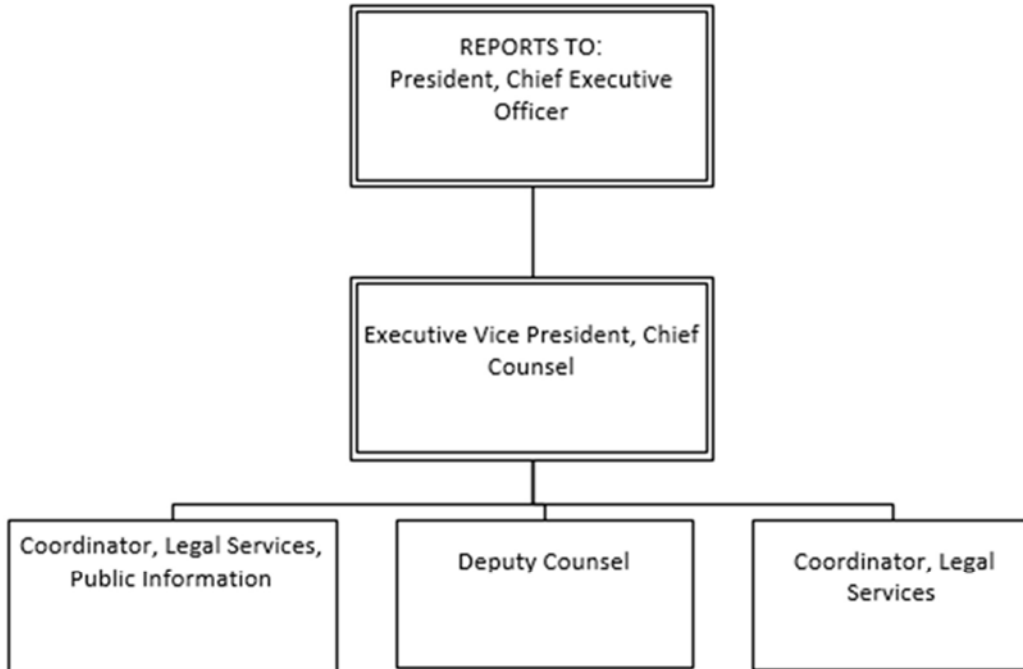 REPORTS TO:
President, Chief Executive
Officer
Executive Vice President, Chief
Counsel
Coordinator, Legal Services,
Public Information
Deputy Counsel
Coordinator, Legal
Services